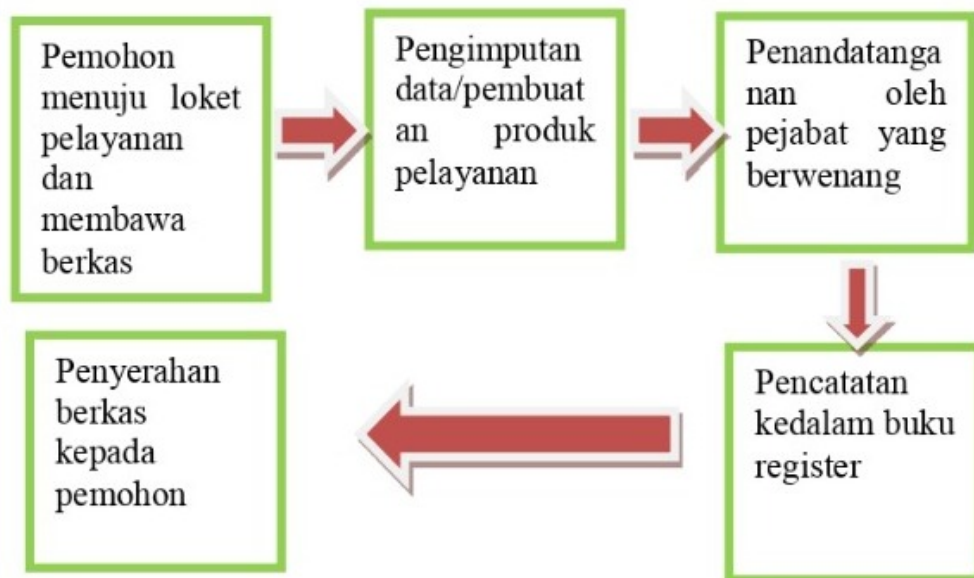 Pemohon
menuju loket
pelayanan
dan
membawa
berkas
Pengimputan
data/pembuat
an produk
pelayanan
Penandatanga
nan oleh
pejabat yang
berwenang
Pencatatan
kedalam buku
register
Penyerahan
berkas
kepada
pemohon